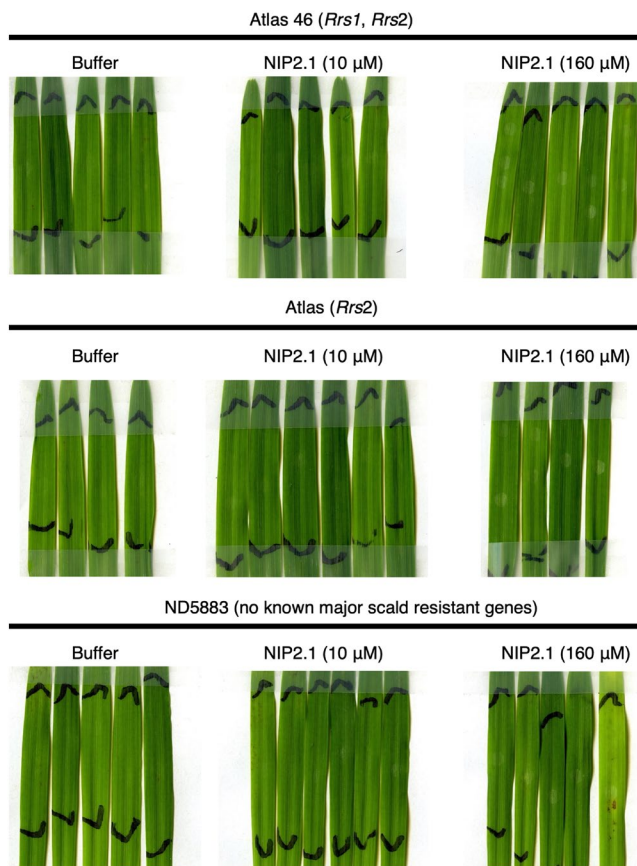 Atlas 46 (Rrs1, Rrs2)
Buffer NIP2.1 (10 μM) NIP2.1 (160 μM)
Atlas (Rrs2)
Buffer NIP2.1 (10 μM) NIP2.1 (160 μM)
ND5883 (no known major scald resistant genes)
Buffer NIP2.1 (10 μM) NIP2.1 (160 μM)